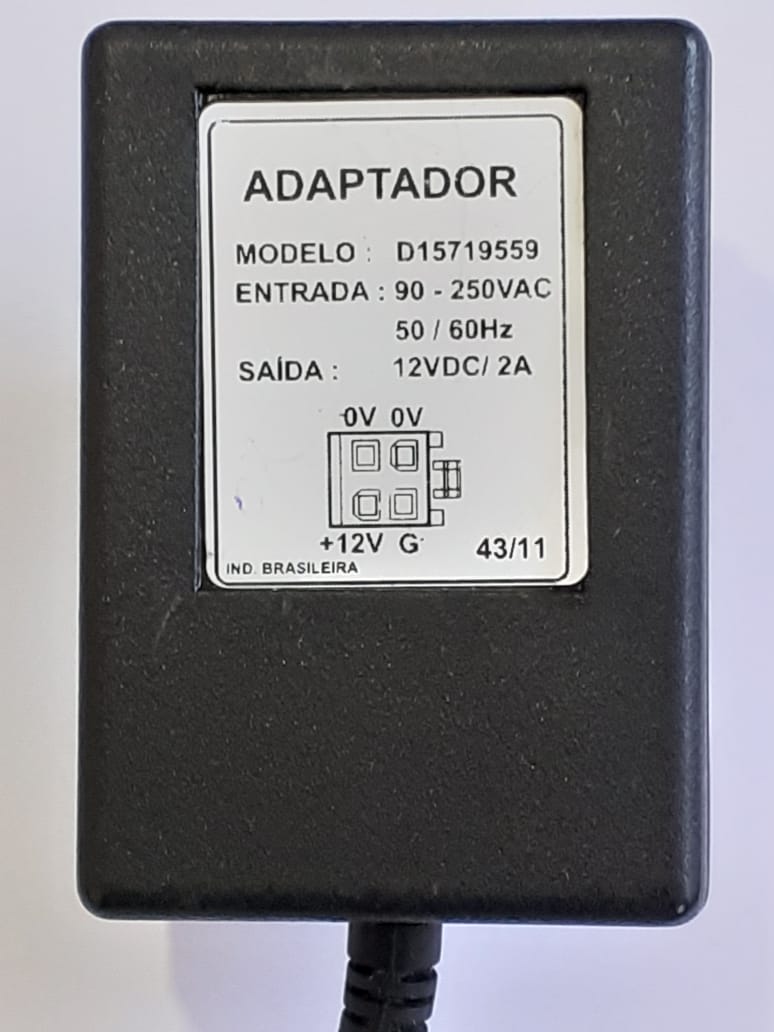 ADAPTADOR
MODELO : D15719559
ENTRADA : 90 - 250VAC
50 / 60Hz
SAÍDA : 12VDC/ 2A
0V 0V
+12V G
43/11
IND. BRASILEIRA